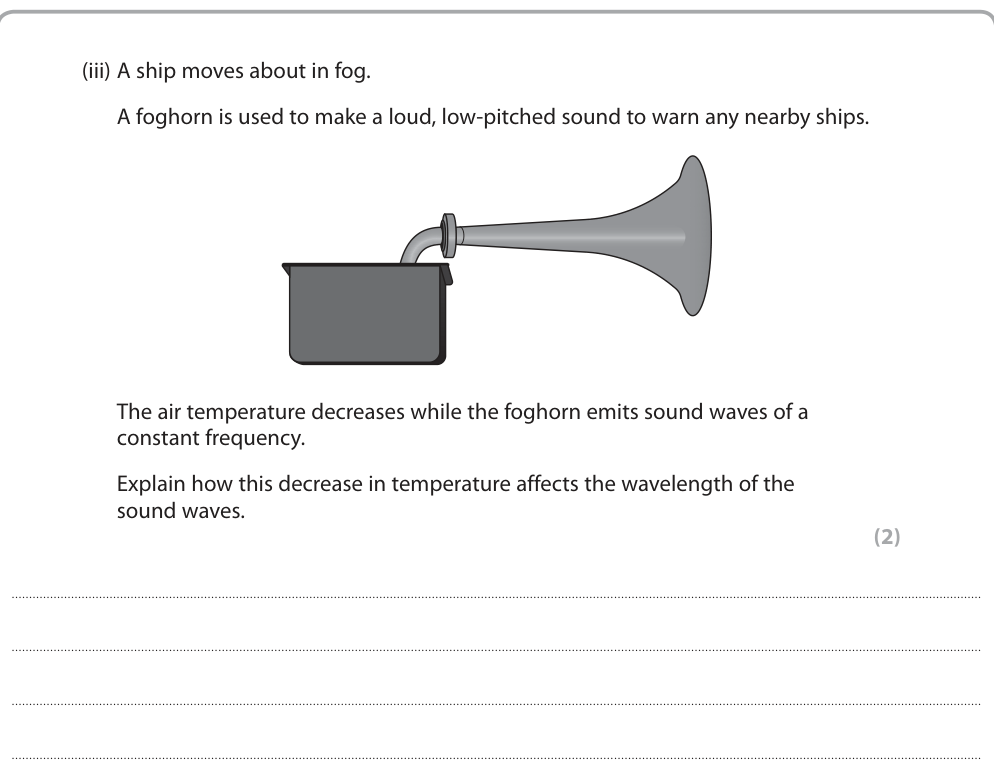 (iii) A ship moves about in fog.
A foghorn is used to make a loud, low-pitched sound to warn any nearby ships.
The air temperature decreases while the foghorn emits sound waves of a
constant frequency.
Explain how this decrease in temperature affects the wavelength of the
sound waves.
(2)